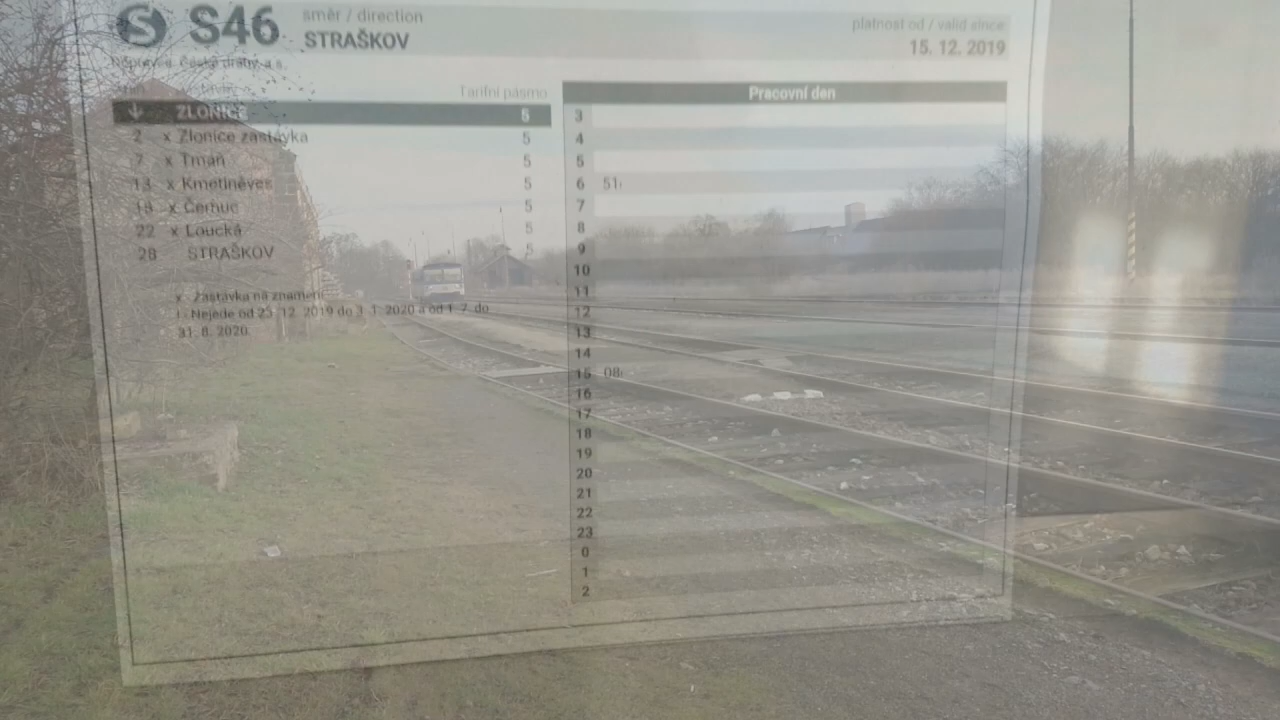 S46
směr / direction
STRAŠKOV
platnost od / valid since:
15. 12. 2019
Dopravce: České dráhy, a.s.
Tarifní pásmo
ZLONICE 5
2 x Zlonice zastávka 5
7 x Tmáň 5
13 x Kmetiněves 5
18 x Černuc 5
22 x Loucká 5
28 STRAŠKOV 5
x - Zastávka na znamení
Nejede od 23. 12. 2019 do 3. 1. 2020 a od 1. 7. do
31. 8. 2020.
Pracovní den
3
4
5
6 51
7
8
9
10
11
12
13
14
15 08
16
17
18
19
20
21
22
23
0
1
2